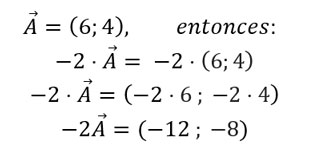 A⃗ = (6; 4), entonces:
−2 · A⃗ = −2 · (6; 4)
−2 · A⃗ = (−2 · 6 ; −2 · 4)
−2A⃗ = (−12 ; −8)